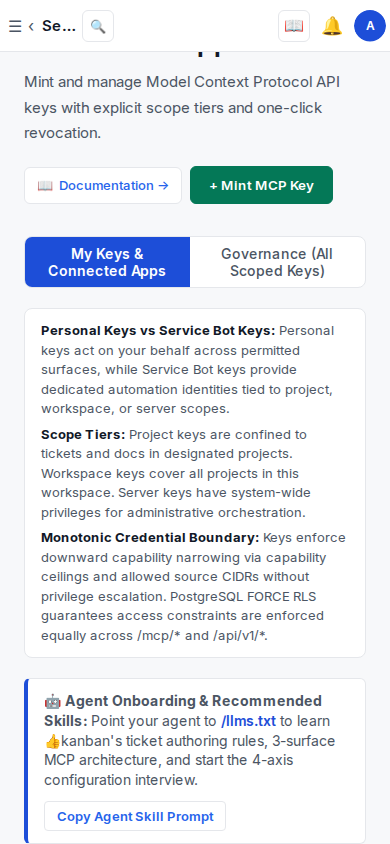 Se...
A
Mint and manage Model Context Protocol API
keys with explicit scope tiers and one-click
revocation.
Documentation →
+ Mint MCP Key
My Keys &
Connected Apps
Governance (All
Scoped Keys)
Personal Keys vs Service Bot Keys: Personal
keys act on your behalf across permitted
surfaces, while Service Bot keys provide
dedicated automation identities tied to project,
workspace, or server scopes.
Scope Tiers: Project keys are confined to
tickets and docs in designated projects.
Workspace keys cover all projects in this
workspace. Server keys have system-wide
privileges for administrative orchestration.
Monotonic Credential Boundary: Keys enforce
downward capability narrowing via capability
ceilings and allowed source CIDRs without
privilege escalation. PostgreSQL FORCE RLS
guarantees access constraints are enforced
equally across /mcp/* and /api/v1/*.
🤖 Agent Onboarding & Recommended
Skills: Point your agent to /llms.txt to learn
👍kanban's ticket authoring rules, 3-surface
MCP architecture, and start the 4-axis
configuration interview.
Copy Agent Skill Prompt